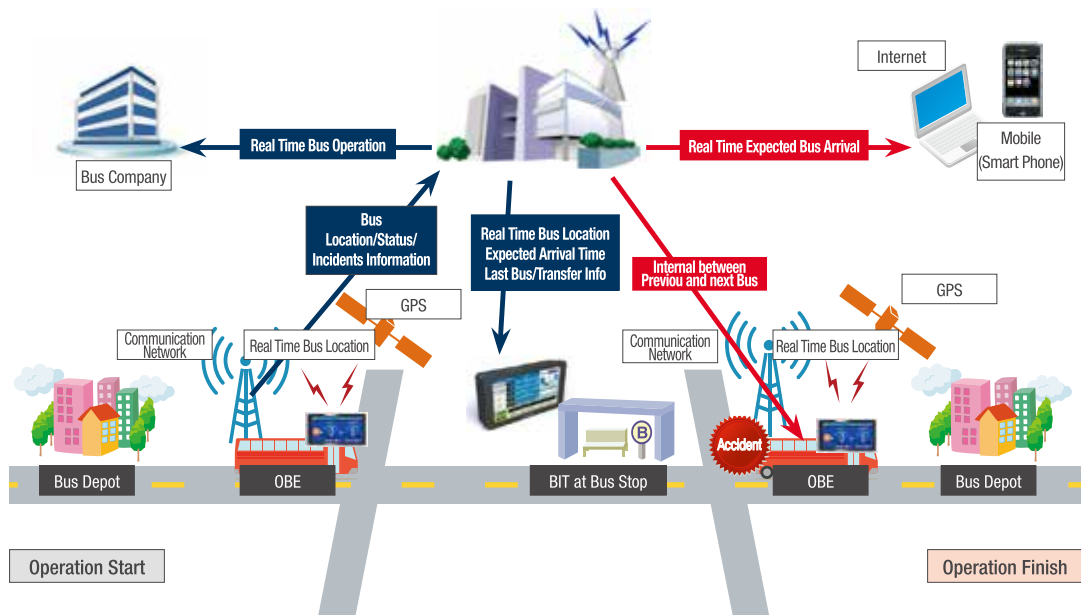 Internet
Mobile
(Smart Phone)
Bus Company
Real Time Bus Operation
Real Time Expected Bus Arrival
Bus
Location/Status/
Incidents Information
Real Time Bus Location
Expected Arrival Time
Last Bus/Transfer Info
Internal between
Previou and next Bus
GPS
GPS
Communication
Network
Real Time Bus Location
Communication
Network
Real Time Bus Location
B
Accident
Bus Depot
OBE
BIT at Bus Stop
OBE
Bus Depot
Operation Start
Operation Finish